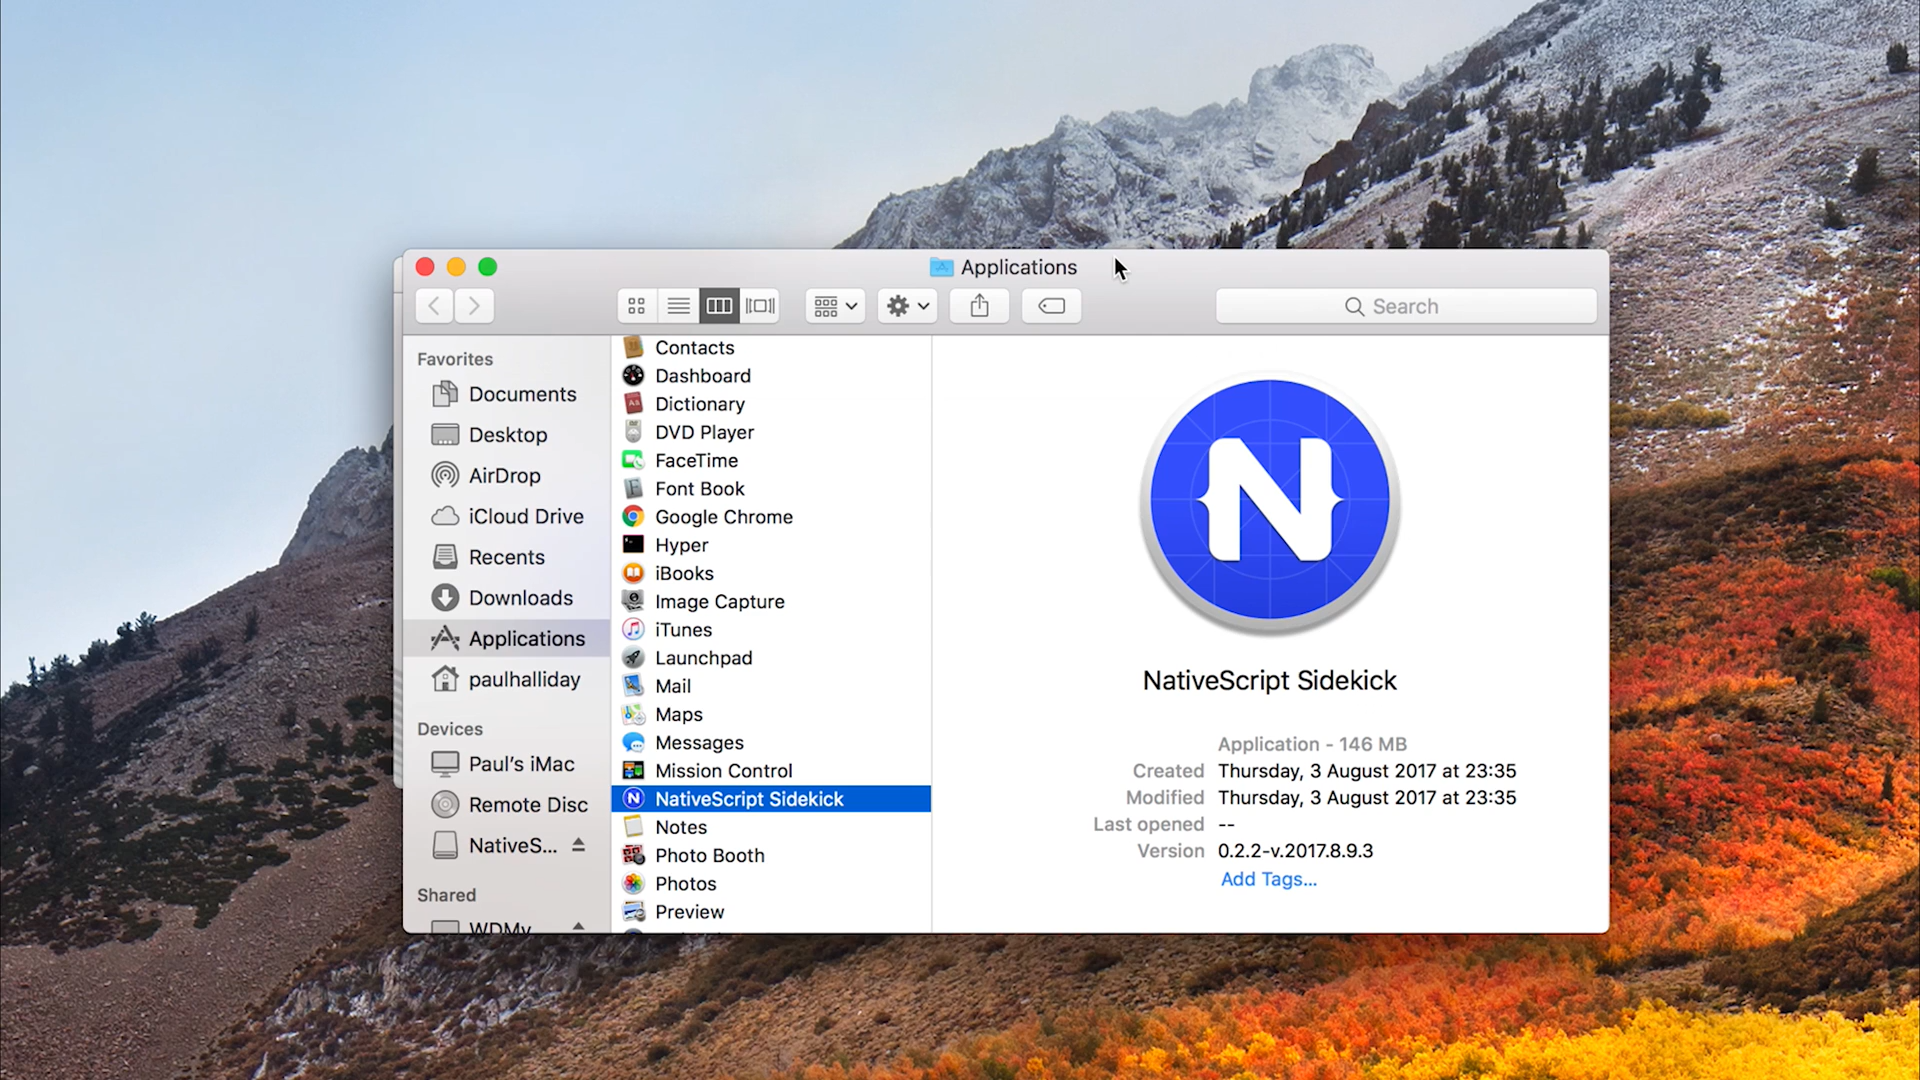 Applications
Search
Favorites
Documents
Desktop
AirDrop
iCloud Drive
Recents
Downloads
Applications
paulhalliday
Devices
Paul's iMac
Remote Disc
NativeS...
Shared
WDMy
Contacts
Dashboard
Dictionary
DVD Player
FaceTime
Font Book
Google Chrome
Hyper
iBooks
Image Capture
iTunes
Launchpad
Mail
Maps
Messages
Mission Control
NativeScript Sidekick
Notes
Photo Booth
Photos
Preview
N
NativeScript Sidekick
Application - 146 MB
Created Thursday, 3 August 2017 at 23:35
Modified Thursday, 3 August 2017 at 23:35
Last opened --
Version 0.2.2-v.2017.8.9.3
Add Tags...